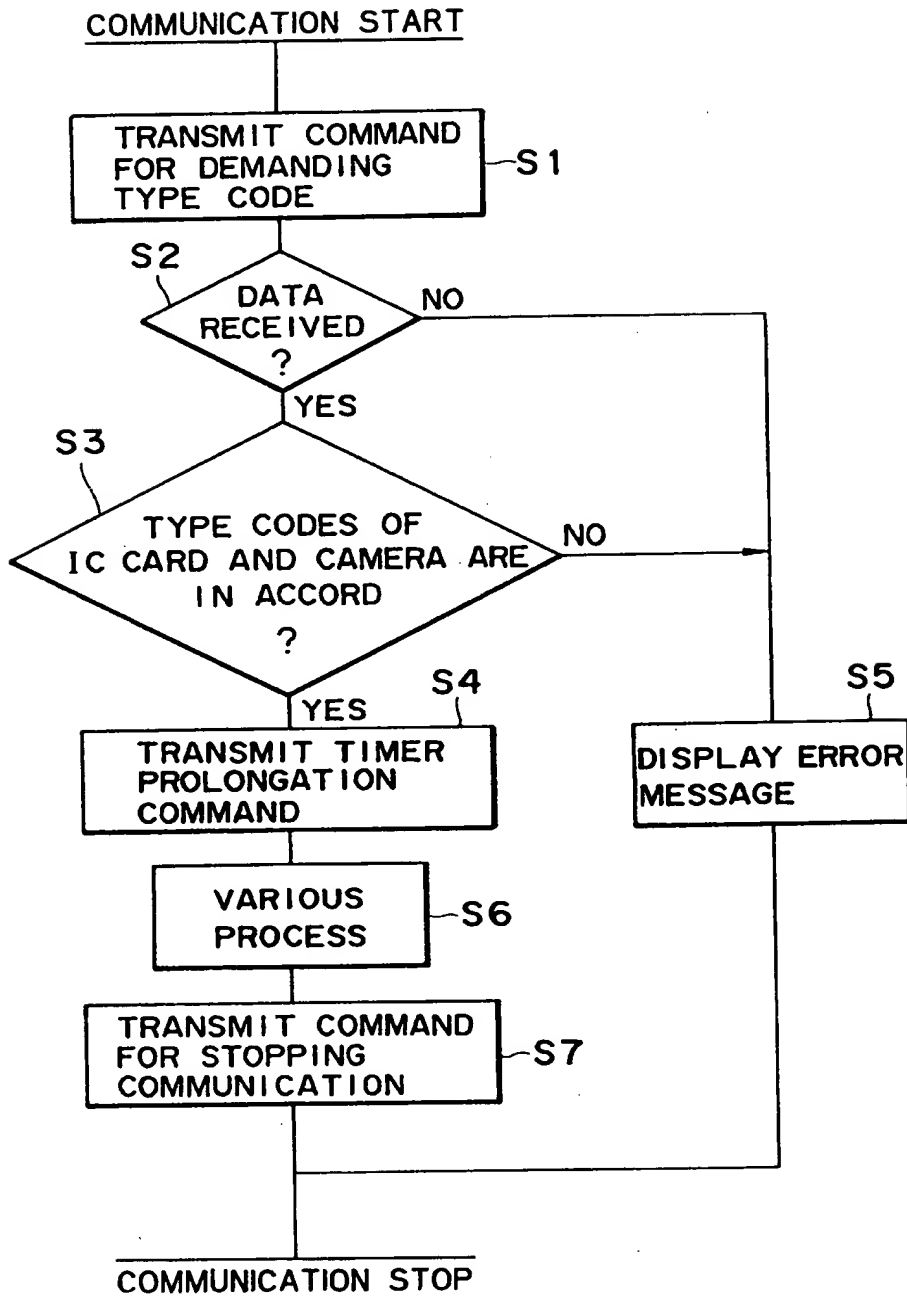 COMMUNICATION START
TRANSMIT COMMAND
FOR DEMANDING
TYPE CODE
S1
S2
DATA
RECEIVED
?
NO
YES
S3
TYPE CODES OF
IC CARD AND CAMERA ARE
IN ACCORD
?
NO
YES
S4
TRANSMIT TIMER
PROLONGATION
COMMAND
S5
DISPLAY ERROR
MESSAGE
VARIOUS
PROCESS
S6
TRANSMIT COMMAND
FOR STOPPING
COMMUNICATION
S7
COMMUNICATION STOP